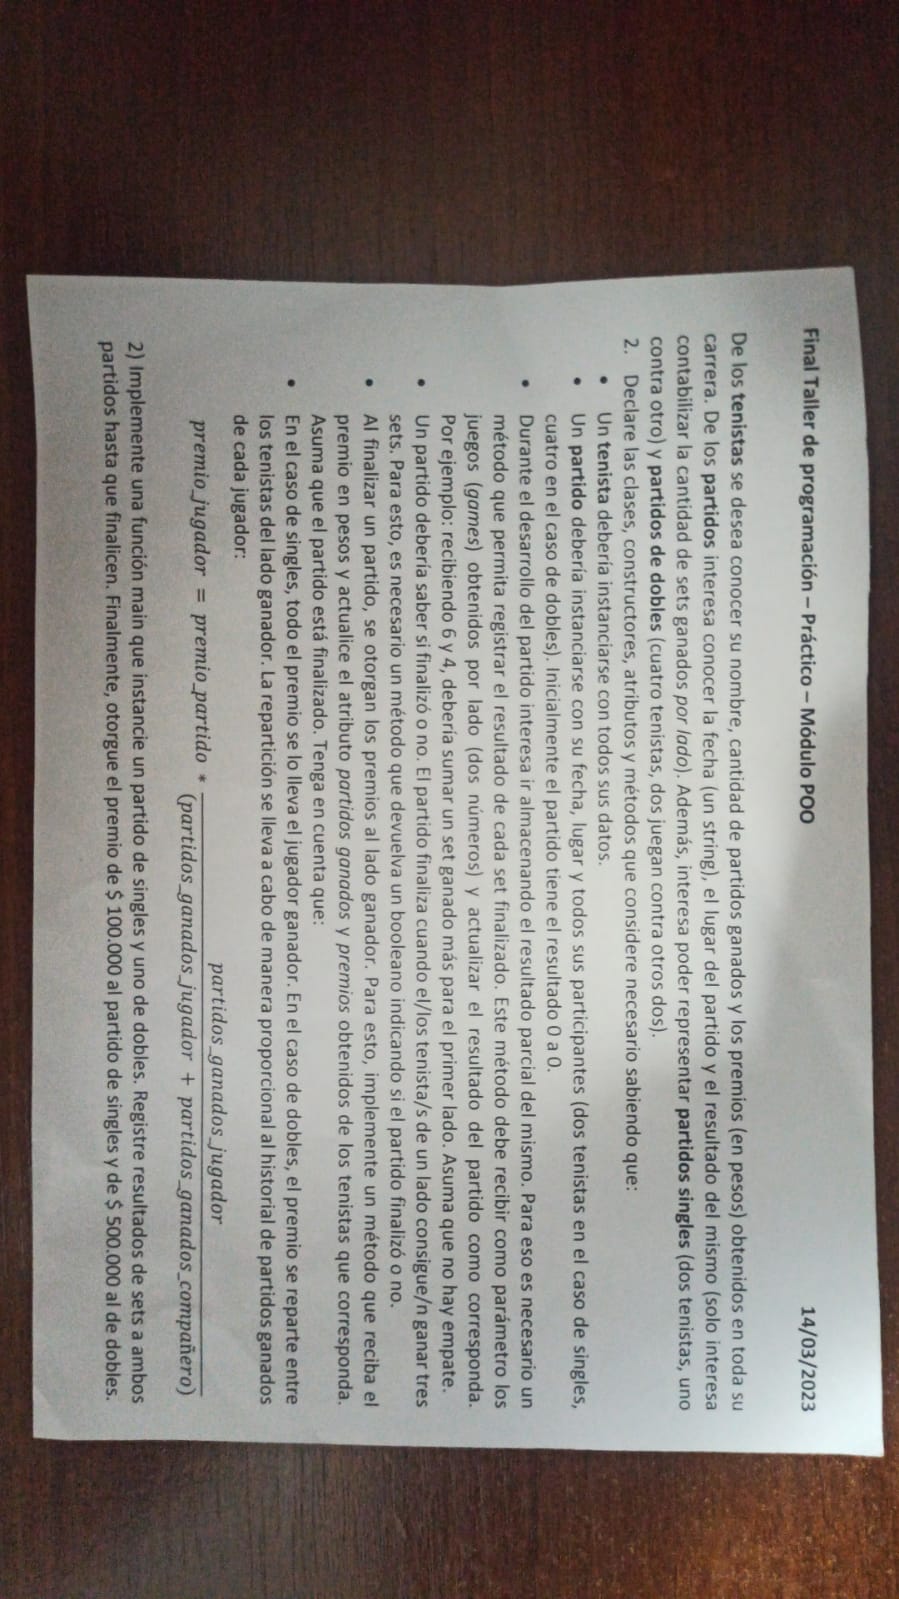 Final Taller de programación – Práctico – Módulo POO 14/03/2023
De los tenistas se desea conocer su nombre, cantidad de partidos ganados y los premios (en pesos) obtenidos en toda su
carrera. De los partidos interesa conocer la fecha (un string), el lugar del partido y el resultado del mismo (solo interesa
contabilizar la cantidad de sets ganados por lado). Además, interesa poder representar partidos singles (dos tenistas, uno
contra otro) y partidos de dobles (cuatro tenistas, dos juegan contra otros dos).
2. Declare las clases, constructores, atributos y métodos que considere necesario sabiendo que:
• Un tenista debería instanciarse con todos sus datos.
• Un partido debería instanciarse con su fecha, lugar y todos sus participantes (dos tenistas en el caso de singles,
cuatro en el caso de dobles). Inicialmente el partido tiene el resultado 0 a 0.
• Durante el desarrollo del partido interesa ir almacenando el resultado parcial del mismo. Para eso es necesario un
método que permita registrar el resultado de cada set finalizado. Este método debe recibir como parámetro los
juegos (games) obtenidos por lado (dos números) y actualizar el resultado del partido como corresponda.
Por ejemplo: recibiendo 6 y 4, debería sumar un set ganado más para el primer lado. Asuma que no hay empate.
• Un partido debería saber si finalizó o no. El partido finaliza cuando el/los tenista/s de un lado consigue/n ganar tres
sets. Para esto, es necesario un método que devuelva un booleano indicando si el partido finalizó o no.
• Al finalizar un partido, se otorgan los premios al lado ganador. Para esto, implemente un método que reciba el
premio en pesos y actualice el atributo partidos ganados y premios obtenidos de los tenistas que corresponda.
Asuma que el partido está finalizado. Tenga en cuenta que:
• En el caso de singles, todo el premio se lo lleva el jugador ganador. En el caso de dobles, el premio se reparte entre
los tenistas del lado ganador. La repartición se lleva a cabo de manera proporcional al historial de partidos ganados
de cada jugador:
partidos_ganados_jugador
premio_jugador = premio_partido *
(partidos_ganados_jugador + partidos_ganados_compañero)
2) Implemente una función main que instancie un partido de singles y uno de dobles. Registre resultados de sets a ambos
partidos hasta que finalicen. Finalmente, otorgue el premio de $ 100.000 al partido de singles y de $ 500.000 al de dobles.